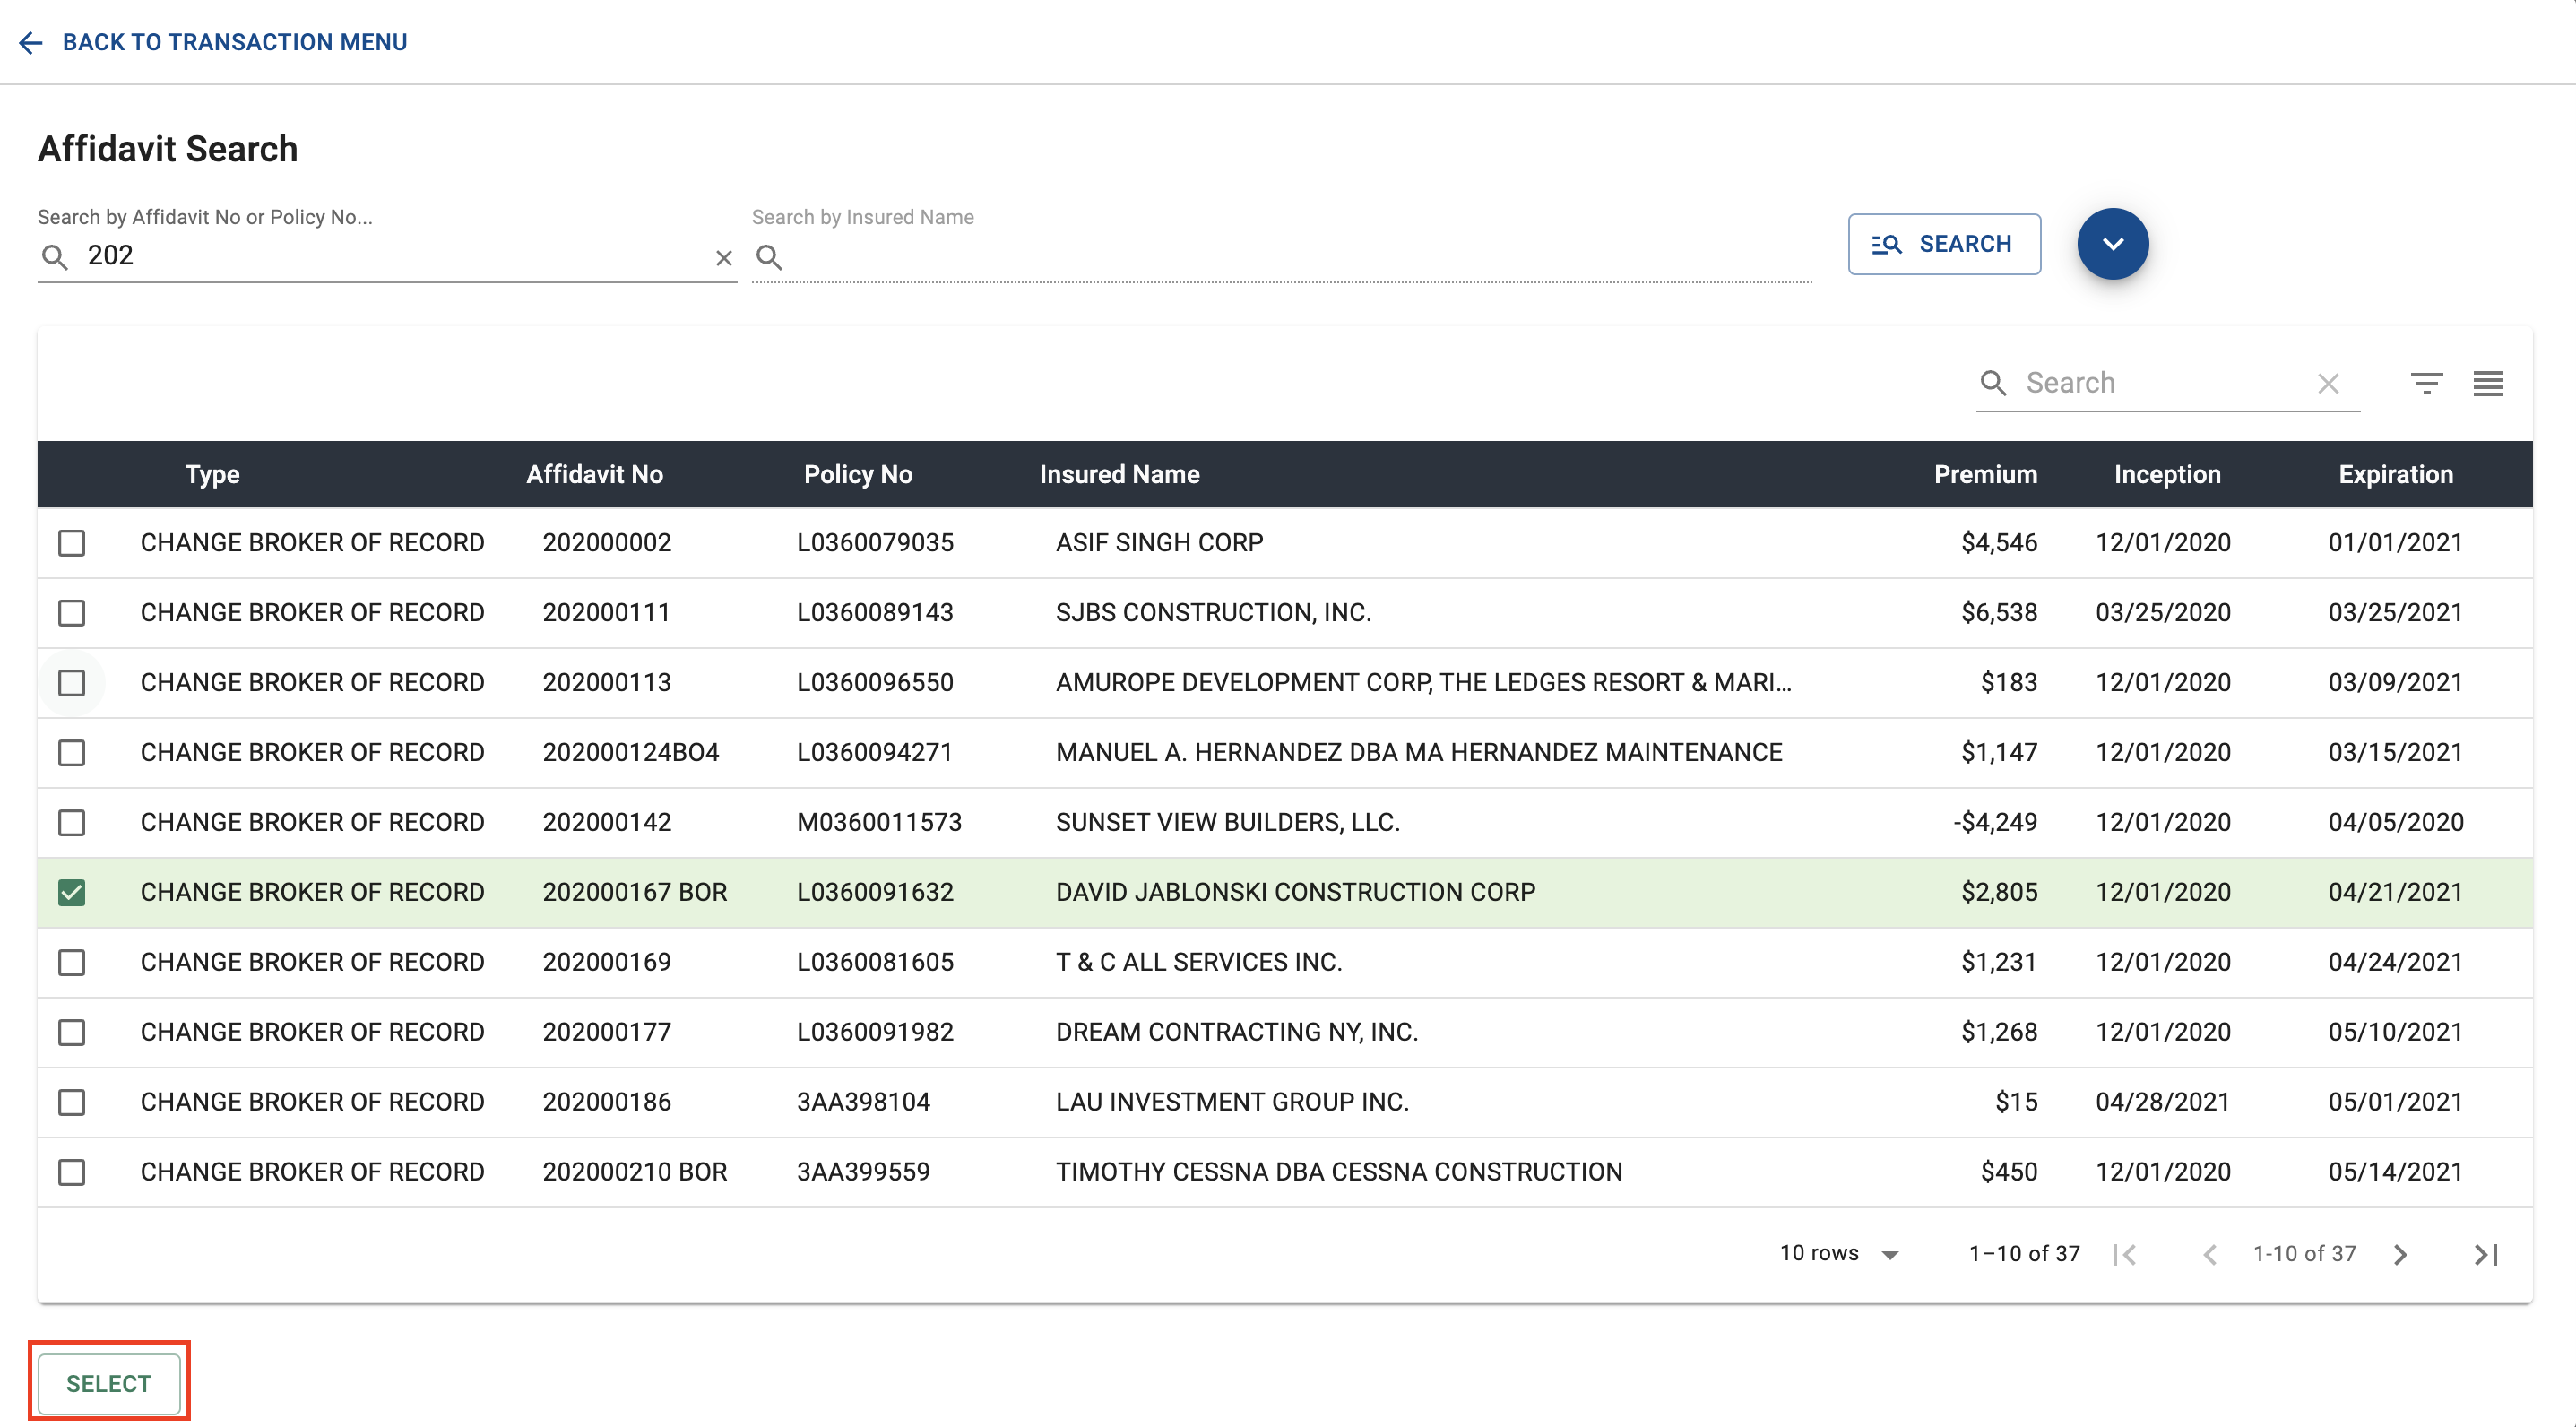 BACK TO TRANSACTION MENU
Affidavit Search
Search by Affidavit No or Policy No... Search by Insured Name
202 SEARCH
Search
Type Affidavit No Policy No Insured Name Premium Inception Expiration
CHANGE BROKER OF RECORD 202000002 L0360079035 ASIF SINGH CORP $4,546 12/01/2020 01/01/2021
CHANGE BROKER OF RECORD 202000111 L0360089143 SJBS CONSTRUCTION, INC. $6,538 03/25/2020 03/25/2021
CHANGE BROKER OF RECORD 202000113 L0360096550 AMUROPE DEVELOPMENT CORP, THE LEDGES RESORT & MARI... $183 12/01/2020 03/09/2021
CHANGE BROKER OF RECORD 202000124BO4 L0360094271 MANUEL A. HERNANDEZ DBA MA HERNANDEZ MAINTENANCE $1,147 12/01/2020 03/15/2021
CHANGE BROKER OF RECORD 202000142 M0360011573 SUNSET VIEW BUILDERS, LLC. -$4,249 12/01/2020 04/05/2020
CHANGE BROKER OF RECORD 202000167 BOR L0360091632 DAVID JABLONSKI CONSTRUCTION CORP $2,805 12/01/2020 04/21/2021
CHANGE BROKER OF RECORD 202000169 L0360081605 T & C ALL SERVICES INC. $1,231 12/01/2020 04/24/2021
CHANGE BROKER OF RECORD 202000177 L0360091982 DREAM CONTRACTING NY, INC. $1,268 12/01/2020 05/10/2021
CHANGE BROKER OF RECORD 202000186 3AA398104 LAU INVESTMENT GROUP INC. $15 04/28/2021 05/01/2021
CHANGE BROKER OF RECORD 202000210 BOR 3AA399559 TIMOTHY CESSNA DBA CESSNA CONSTRUCTION $450 12/01/2020 05/14/2021
10 rows 1–10 of 37 1-10 of 37
SELECT